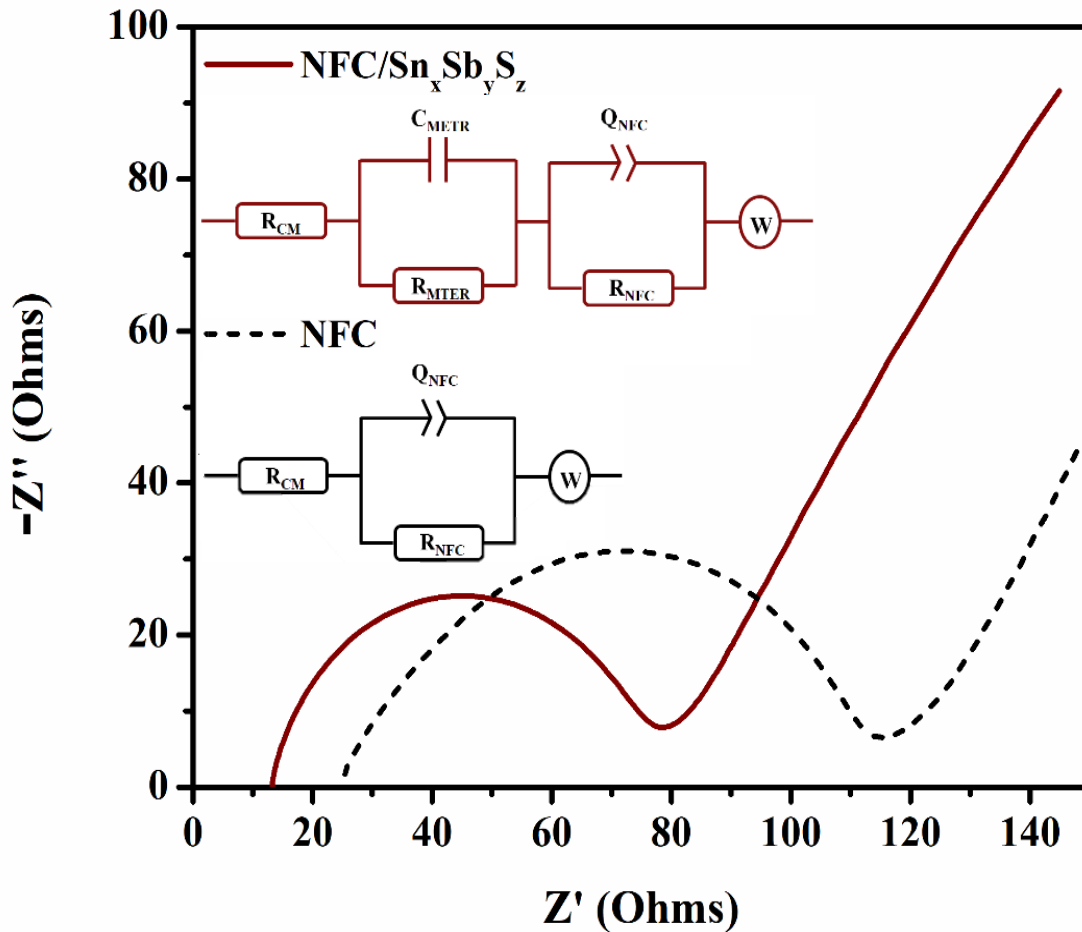 100
80
60
40
20
0
-Z'' (Ohms)
NFC/SnxSbySz
CMETR
QNFC
RCM
W
RMTER
RNFC
NFC
QNFC
RCM
W
RNFC
0 20 40 60 80 100 120 140
Z' (Ohms)